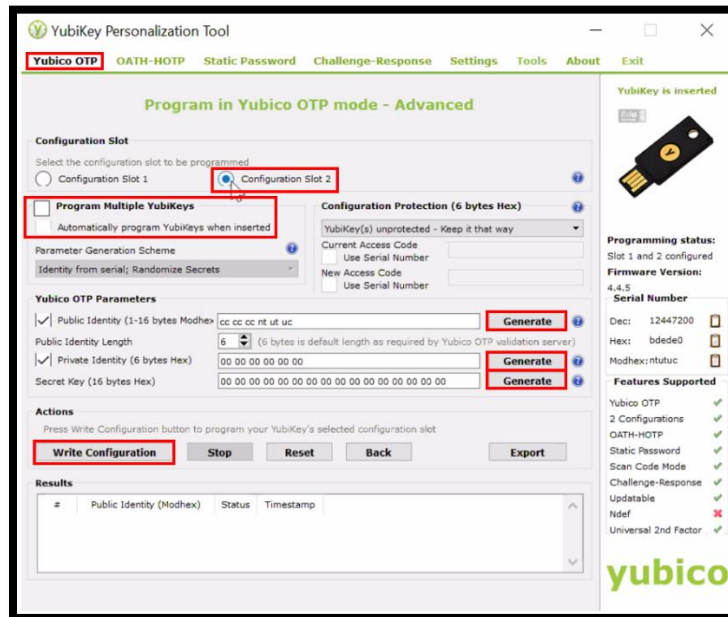 YubiKey Personalization Tool
Yubico OTP OATH-HOTP Static Password Challenge-Response Settings Tools About Exit
Program in Yubico OTP mode - Advanced
Configuration Slot
Select the configuration slot to be programmed
Configuration Slot 1 Configuration Slot 2
Program Multiple YubiKeys
Automatically program YubiKeys when inserted
Parameter Generation Scheme
Identity from serial; Randomize Secrets
Configuration Protection (6 bytes Hex)
YubiKey(s) unprotected - Keep it that way
Current Access Code
Use Serial Number
New Access Code
Use Serial Number
Yubico OTP Parameters
Public Identity (1-16 bytes Modhex) cc cc cc nt ut uc Generate
Public Identity Length 6 (6 bytes is default length as required by Yubico OTP validation server)
Private Identity (6 bytes Hex) 00 00 00 00 00 00 Generate
Secret Key (16 bytes Hex) 00 00 00 00 00 00 00 00 00 00 00 00 00 00 00 00 Generate
Actions
Press Write Configuration button to program your YubiKey's selected configuration slot
Write Configuration Stop Reset Back Export
Results
# Public Identity (Modhex) Status Timestamp
YubiKey is inserted
Programming status:
Slot 1 and 2 configured
Firmware Version:
4.4.5
Serial Number
Dec: 12447200
Hex: bdede0
Modhex: ntutuc
Features Supported
Yubico OTP
2 Configurations
OATH-HOTP
Static Password
Scan Code Mode
Challenge-Response
Updatable
Ndef
Universal 2nd Factor
yubico